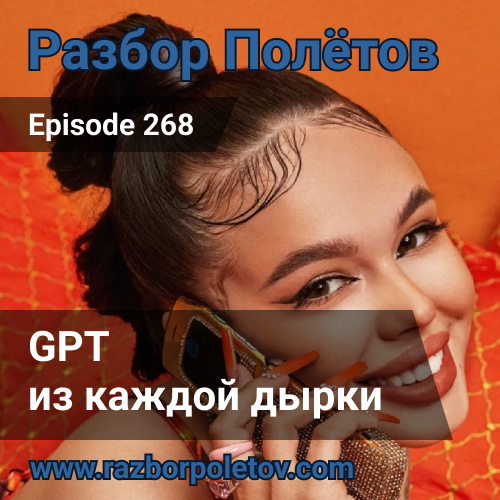 Разбор Полётов
Episode 268
GPT
из каждой дырки
www.razborpoletov.com